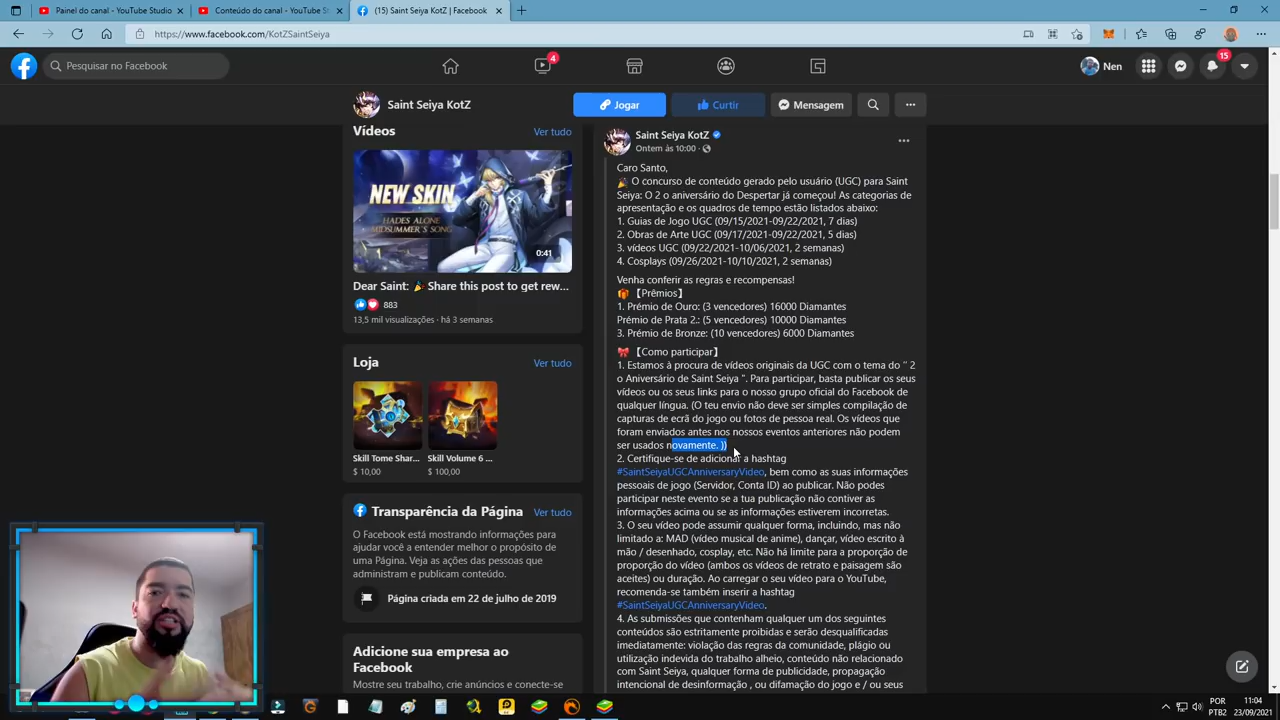 Painel do canal - YouTube Studio
Conteúdo do canal - YouTube S
(15) Saint Seiya KotZ | Facebook
https://www.facebook.com/KotZSaintSeiya
Pesquisar no Facebook
4
Nen
15
Saint Seiya KotZ
Jogar
Curtir
Mensagem
Vídeos
Ver tudo
NEW SKIN
HADES ALONE
MIDSUMMER'S SONG
0:41
Dear Saint: 🎉 Share this post to get rew...
883
13,5 mil visualizações · há 3 semanas
Loja
Ver tudo
Skill Tome Shar...
$ 10,00
Skill Volume 6 ...
$ 10,00
Transparência da Página
Ver tudo
O Facebook está mostrando informações para
ajudar você a entender melhor o propósito de
uma Página. Veja as ações das pessoas que
administram e publicam conteúdo.
Página criada em 22 de julho de 2019
Adicione sua empresa ao
Facebook
Mostre seu trabalho, crie anúncios e conecte-se
Saint Seiya KotZ
Ontem às 10:00 ·
Caro Santo,
🎉 O concurso de conteúdo gerado pelo usuário (UGC) para Saint
Seiya: O 2 o aniversário do Despertar já começou! As categorias de
apresentação e os quadros de tempo estão listados abaixo:
1. Guias de Jogo UGC (09/15/2021-09/22/2021, 7 dias)
2. Obras de Arte UGC (09/17/2021-09/22/2021, 5 dias)
3. vídeos UGC (09/22/2021-10/06/2021, 2 semanas)
4. Cosplays (09/26/2021-10/10/2021, 2 semanas)
Venha conferir as regras e recompensas!
🎁【Prêmios】
1. Prémio de Ouro: (3 vencedores) 16000 Diamantes
Prémio de Prata 2.: (5 vencedores) 10000 Diamantes
3. Prémio de Bronze: (10 vencedores) 6000 Diamantes
🎀【Como participar】
1. Estamos à procura de vídeos originais da UGC com o tema do " 2
o Aniversário de Saint Seiya ". Para participar, basta publicar os seus
vídeos ou os seus links para o nosso grupo oficial do Facebook de
qualquer língua. (O teu envio não deve ser simples compilação de
capturas de ecrã do jogo ou fotos de pessoa real. Os vídeos que
foram enviados antes nos nossos eventos anteriores não podem
ser usados novamente. ))
2. Certifique-se de adicionar a hashtag
#SaintSeiyaUGCAnniversaryVideo, bem como as suas informações
pessoais de jogo (Servidor, Conta ID) ao publicar. Não podes
participar neste evento se a tua publicação não contiver as
informações acima ou se as informações estiverem incorretas.
3. O seu vídeo pode assumir qualquer forma, incluindo, mas não
limitado a: MAD (vídeo musical de anime), dançar, vídeo escrito à
mão / desenhado, cosplay, etc. Não há limite para a proporção de
proporção do vídeo (ambos os vídeos de retrato e paisagem são
aceites) ou duração. Ao carregar o seu vídeo para o YouTube,
recomenda-se também inserir a hashtag
#SaintSeiyaUGCAnniversaryVideo.
4. As submissões que contenham qualquer um dos seguintes
conteúdos são estritamente proibidas e serão desqualificadas
imediatamente: violação das regras da comunidade, plágio ou
utilização indevida do trabalho alheio, conteúdo não relacionado
com Saint Seiya, qualquer forma de publicidade, propagação
intencional de desinformação , ou difamação do jogo e / ou seus
POR
PTB2
11:04
23/09/2021